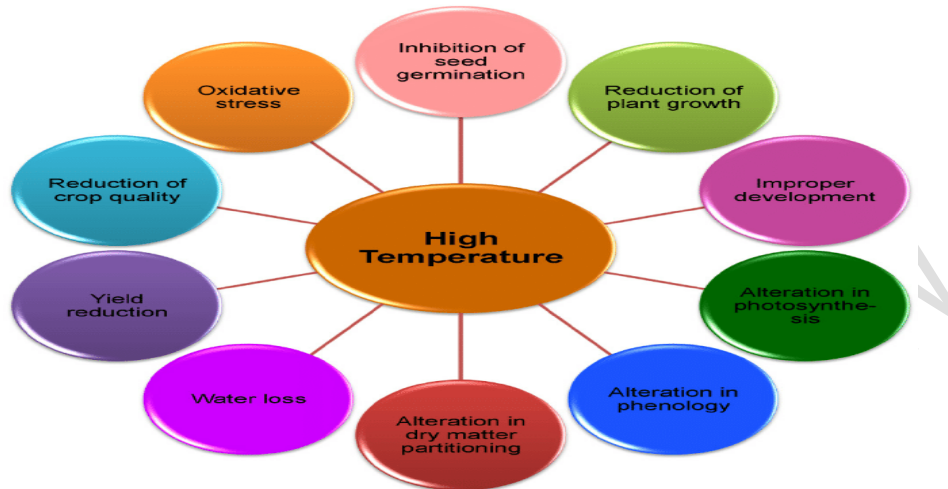 Inhibition of
seed
germination
Reduction of
plant growth
Improper
development
Alteration in
photosynthe-
sis
Alteration in
phenology
Alteration in
dry matter
partitioning
Water loss
Yield
reduction
Reduction of
crop quality
Oxidative
stress
High
Temperature